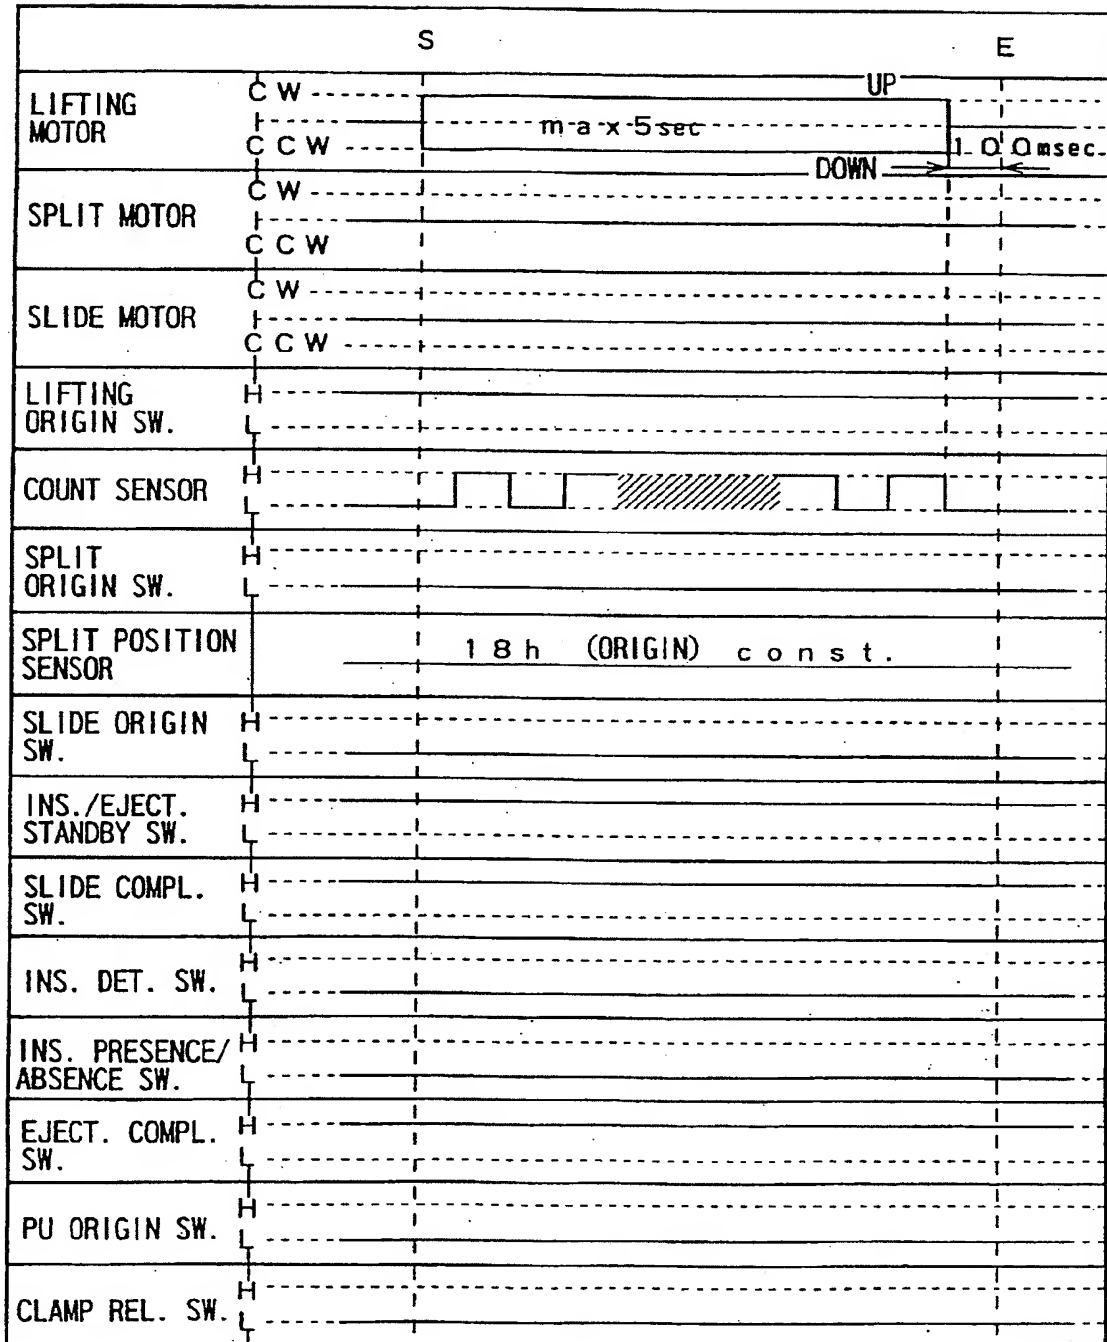 S E
LIFTING
MOTOR
CW
CCW
UP
max 5sec
DOWN
100msec
SPLIT MOTOR
CW
CCW
SLIDE MOTOR
CW
CCW
LIFTING
ORIGIN SW.
H
L
COUNT SENSOR
H
L
SPLIT
ORIGIN SW.
H
L
SPLIT POSITION
SENSOR
18h (ORIGIN) const.
SLIDE ORIGIN
SW.
H
L
INS./EJECT.
STANDBY SW.
H
L
SLIDE COMPL.
SW.
H
L
INS. DET. SW.
H
L
INS. PRESENCE/
ABSENCE SW.
H
L
EJECT. COMPL.
SW.
H
L
PU ORIGIN SW.
H
L
CLAMP REL. SW.
H
L